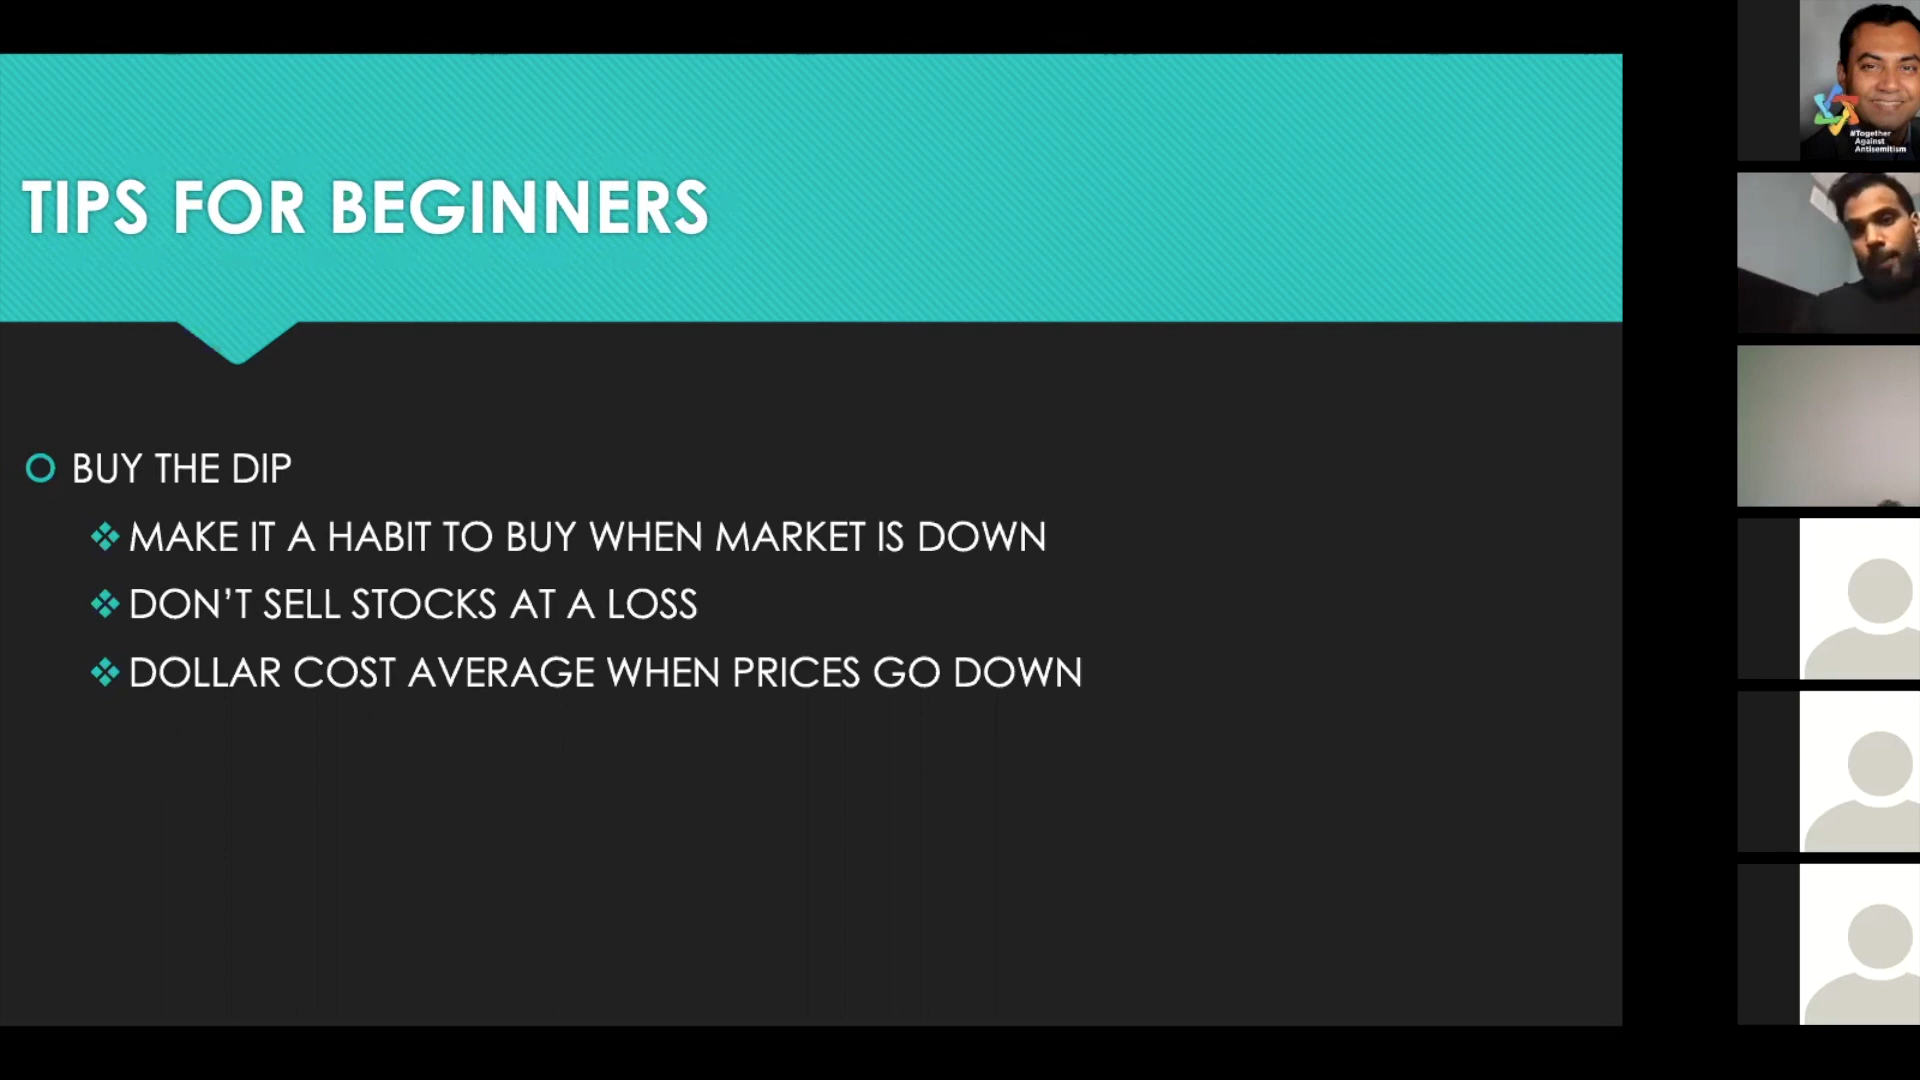 TIPS FOR BEGINNERS
BUY THE DIP
MAKE IT A HABIT TO BUY WHEN MARKET IS DOWN
DON’T SELL STOCKS AT A LOSS
DOLLAR COST AVERAGE WHEN PRICES GO DOWN
#Together
Against
Antisemitism